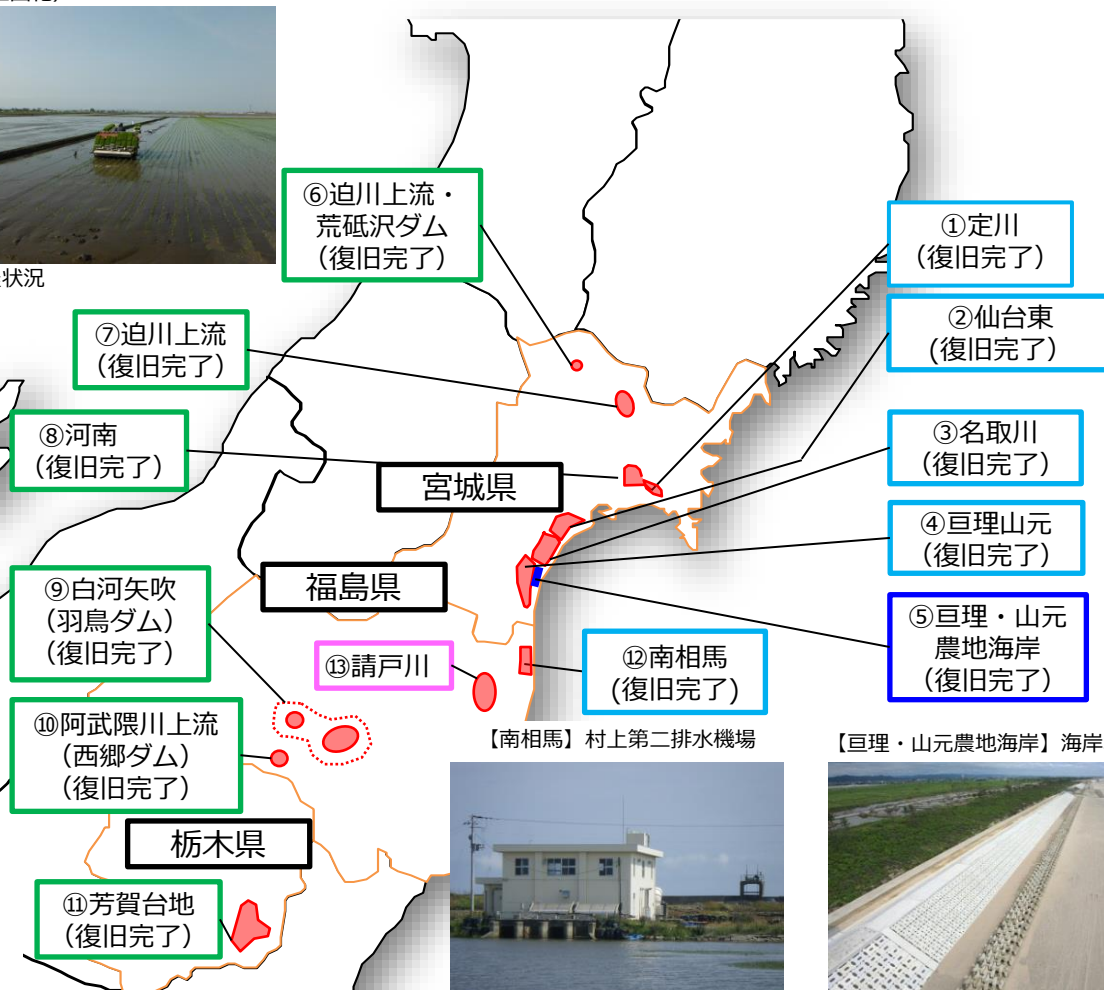 状況
⑥迫川上流・
荒砥沢ダム
(復旧完了)
①定川
(復旧完了)
②仙台東
(復旧完了)
⑦迫川上流
(復旧完了)
⑧河南
(復旧完了)
③名取川
(復旧完了)
宮城県
④亘理山元
(復旧完了)
福島県
⑨白河矢吹
(羽鳥ダム)
(復旧完了)
⑤亘理・山元
農地海岸
(復旧完了)
⑬請戸川
⑫南相馬
(復旧完了)
⑩阿武隈川上流
(西郷ダム)
(復旧完了)
【南相馬】村上第二排水機場
【亘理・山元農地海岸】海岸
栃木県
⑪芳賀台地
(復旧完了)